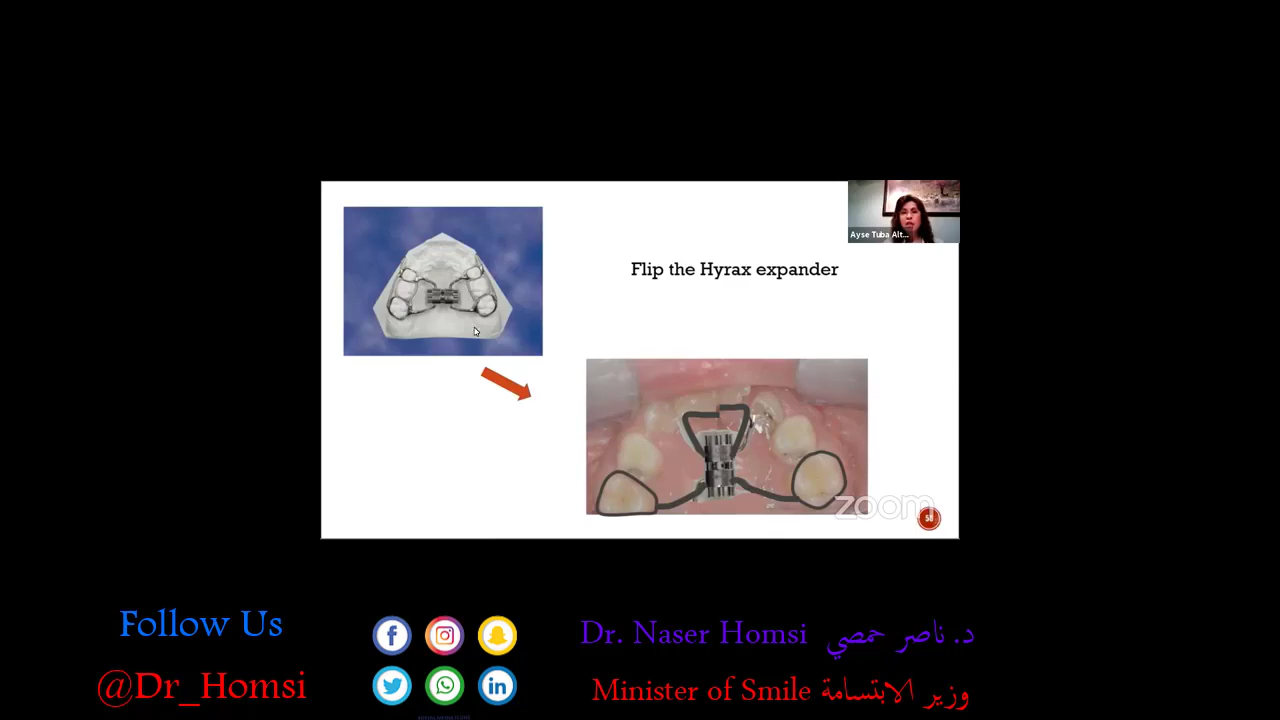 Ayse Tuba Alt...
Flip the Hyrax expander
zoom
58
Follow Us
@Dr_Homsi
Dr. Naser Homsi د. ناصر حمصي
Minister of Smile وزير الابتسامة